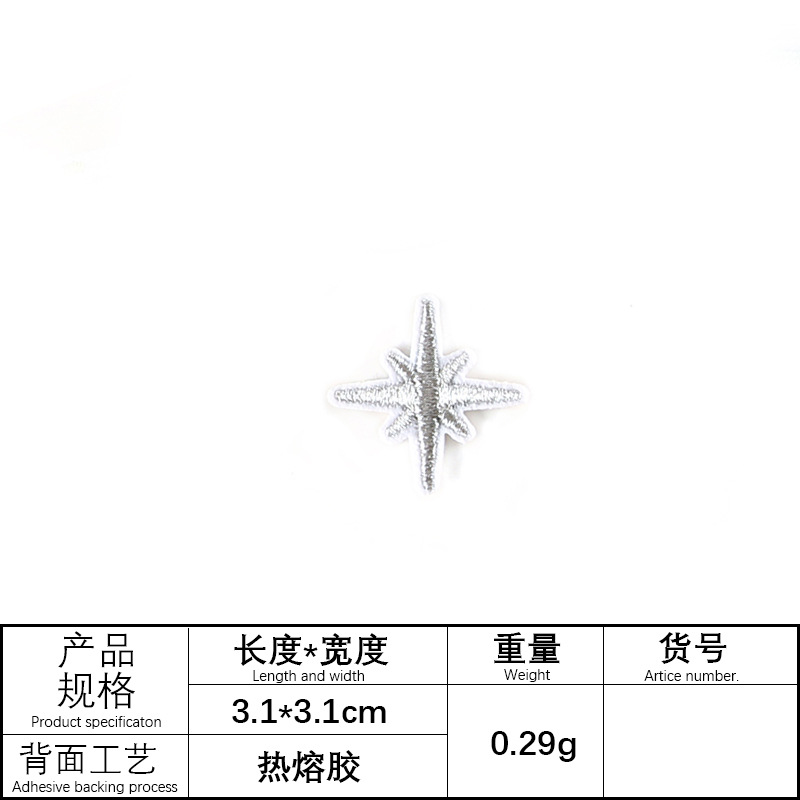 产品
规格
Product specificaton
长度*宽度
Length and width
重量
Weight
货号
Artice number.
3.1*3.1cm
0.29g
背面工艺
Adhesive backing process
热熔胶